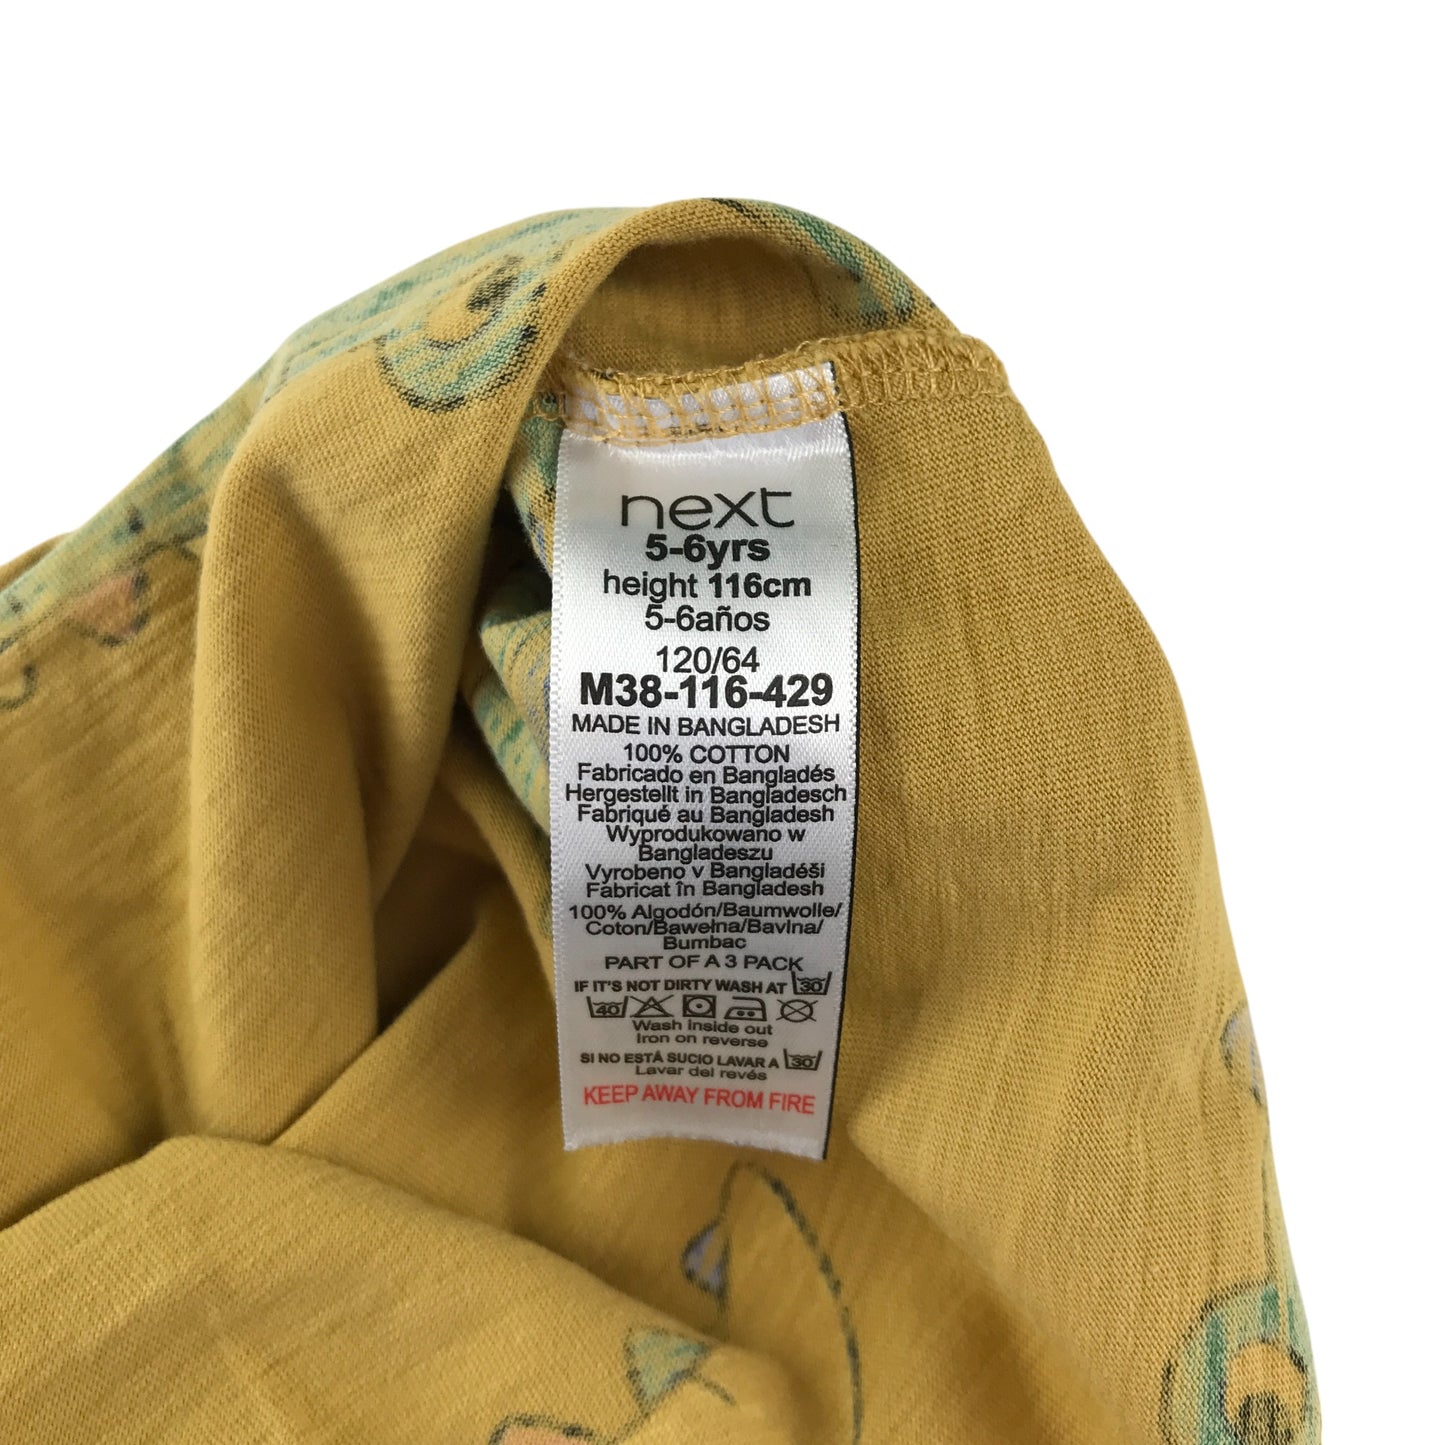 next
5-6yrs
height 116cm
5-6años
120/64
M38-116-429
MADE IN BANGLADESH
100% COTTON
Fabricado en Bangladés
Hergestellt in Bangladesch
Fabriqué au Bangladesh
Wyprodukowano w
Bangladeszu
Vyrobeno v Bangladéši
Fabricat în Bangladesh
100% Algodón/Baumwolle/
Coton/Bawełna/Bavlna/
Bumbac
PART OF A 3 PACK
IF IT'S NOT DIRTY WASH AT 30
40
Wash inside out
Iron on reverse
SI NO ESTÁ SUCIO LAVAR A 30
Lavar del revés
KEEP AWAY FROM FIRE